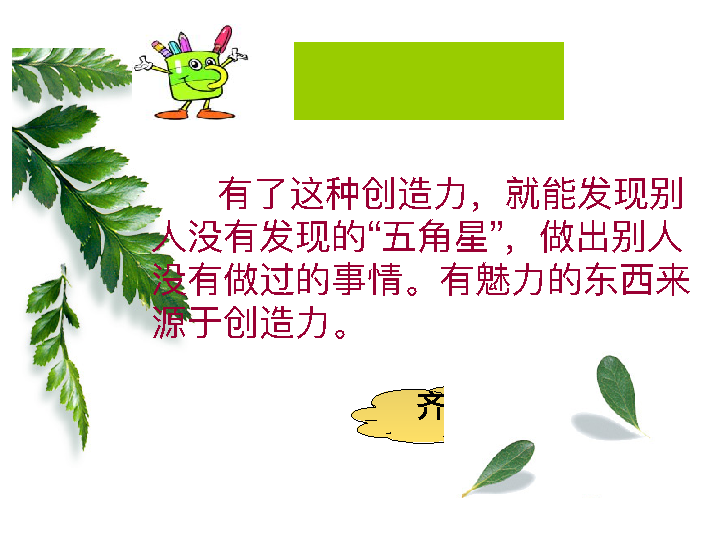 有了这种创造力，就能发现别
人没有发现的“五角星”，做出别人
没有做过的事情。有魅力的东西来
源于创造力。
齐